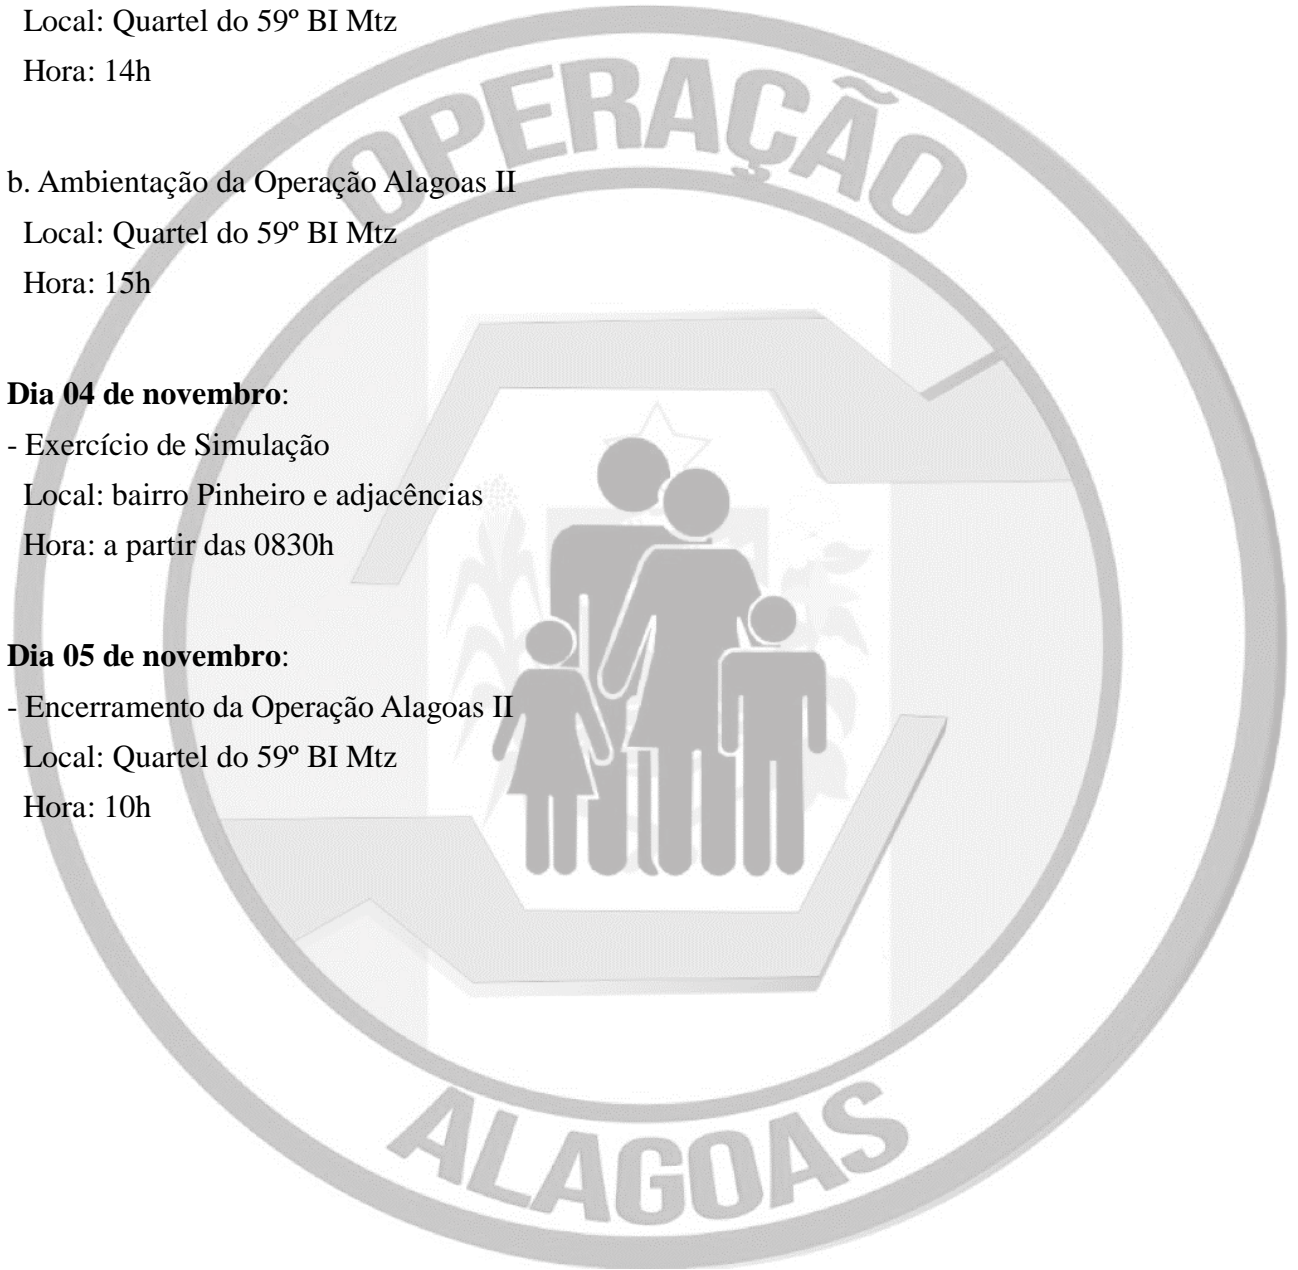 Local: Quartel do 59º BI Mtz
Hora: 14h
b. Ambientação da Operação Alagoas II
Local: Quartel do 59º BI Mtz
Hora: 15h
Dia 04 de novembro:
- Exercício de Simulação
Local: bairro Pinheiro e adjacências
Hora: a partir das 0830h
Dia 05 de novembro:
- Encerramento da Operação Alagoas II
Local: Quartel do 59º BI Mtz
Hora: 10h
OPERAÇÃO
ALAGOAS